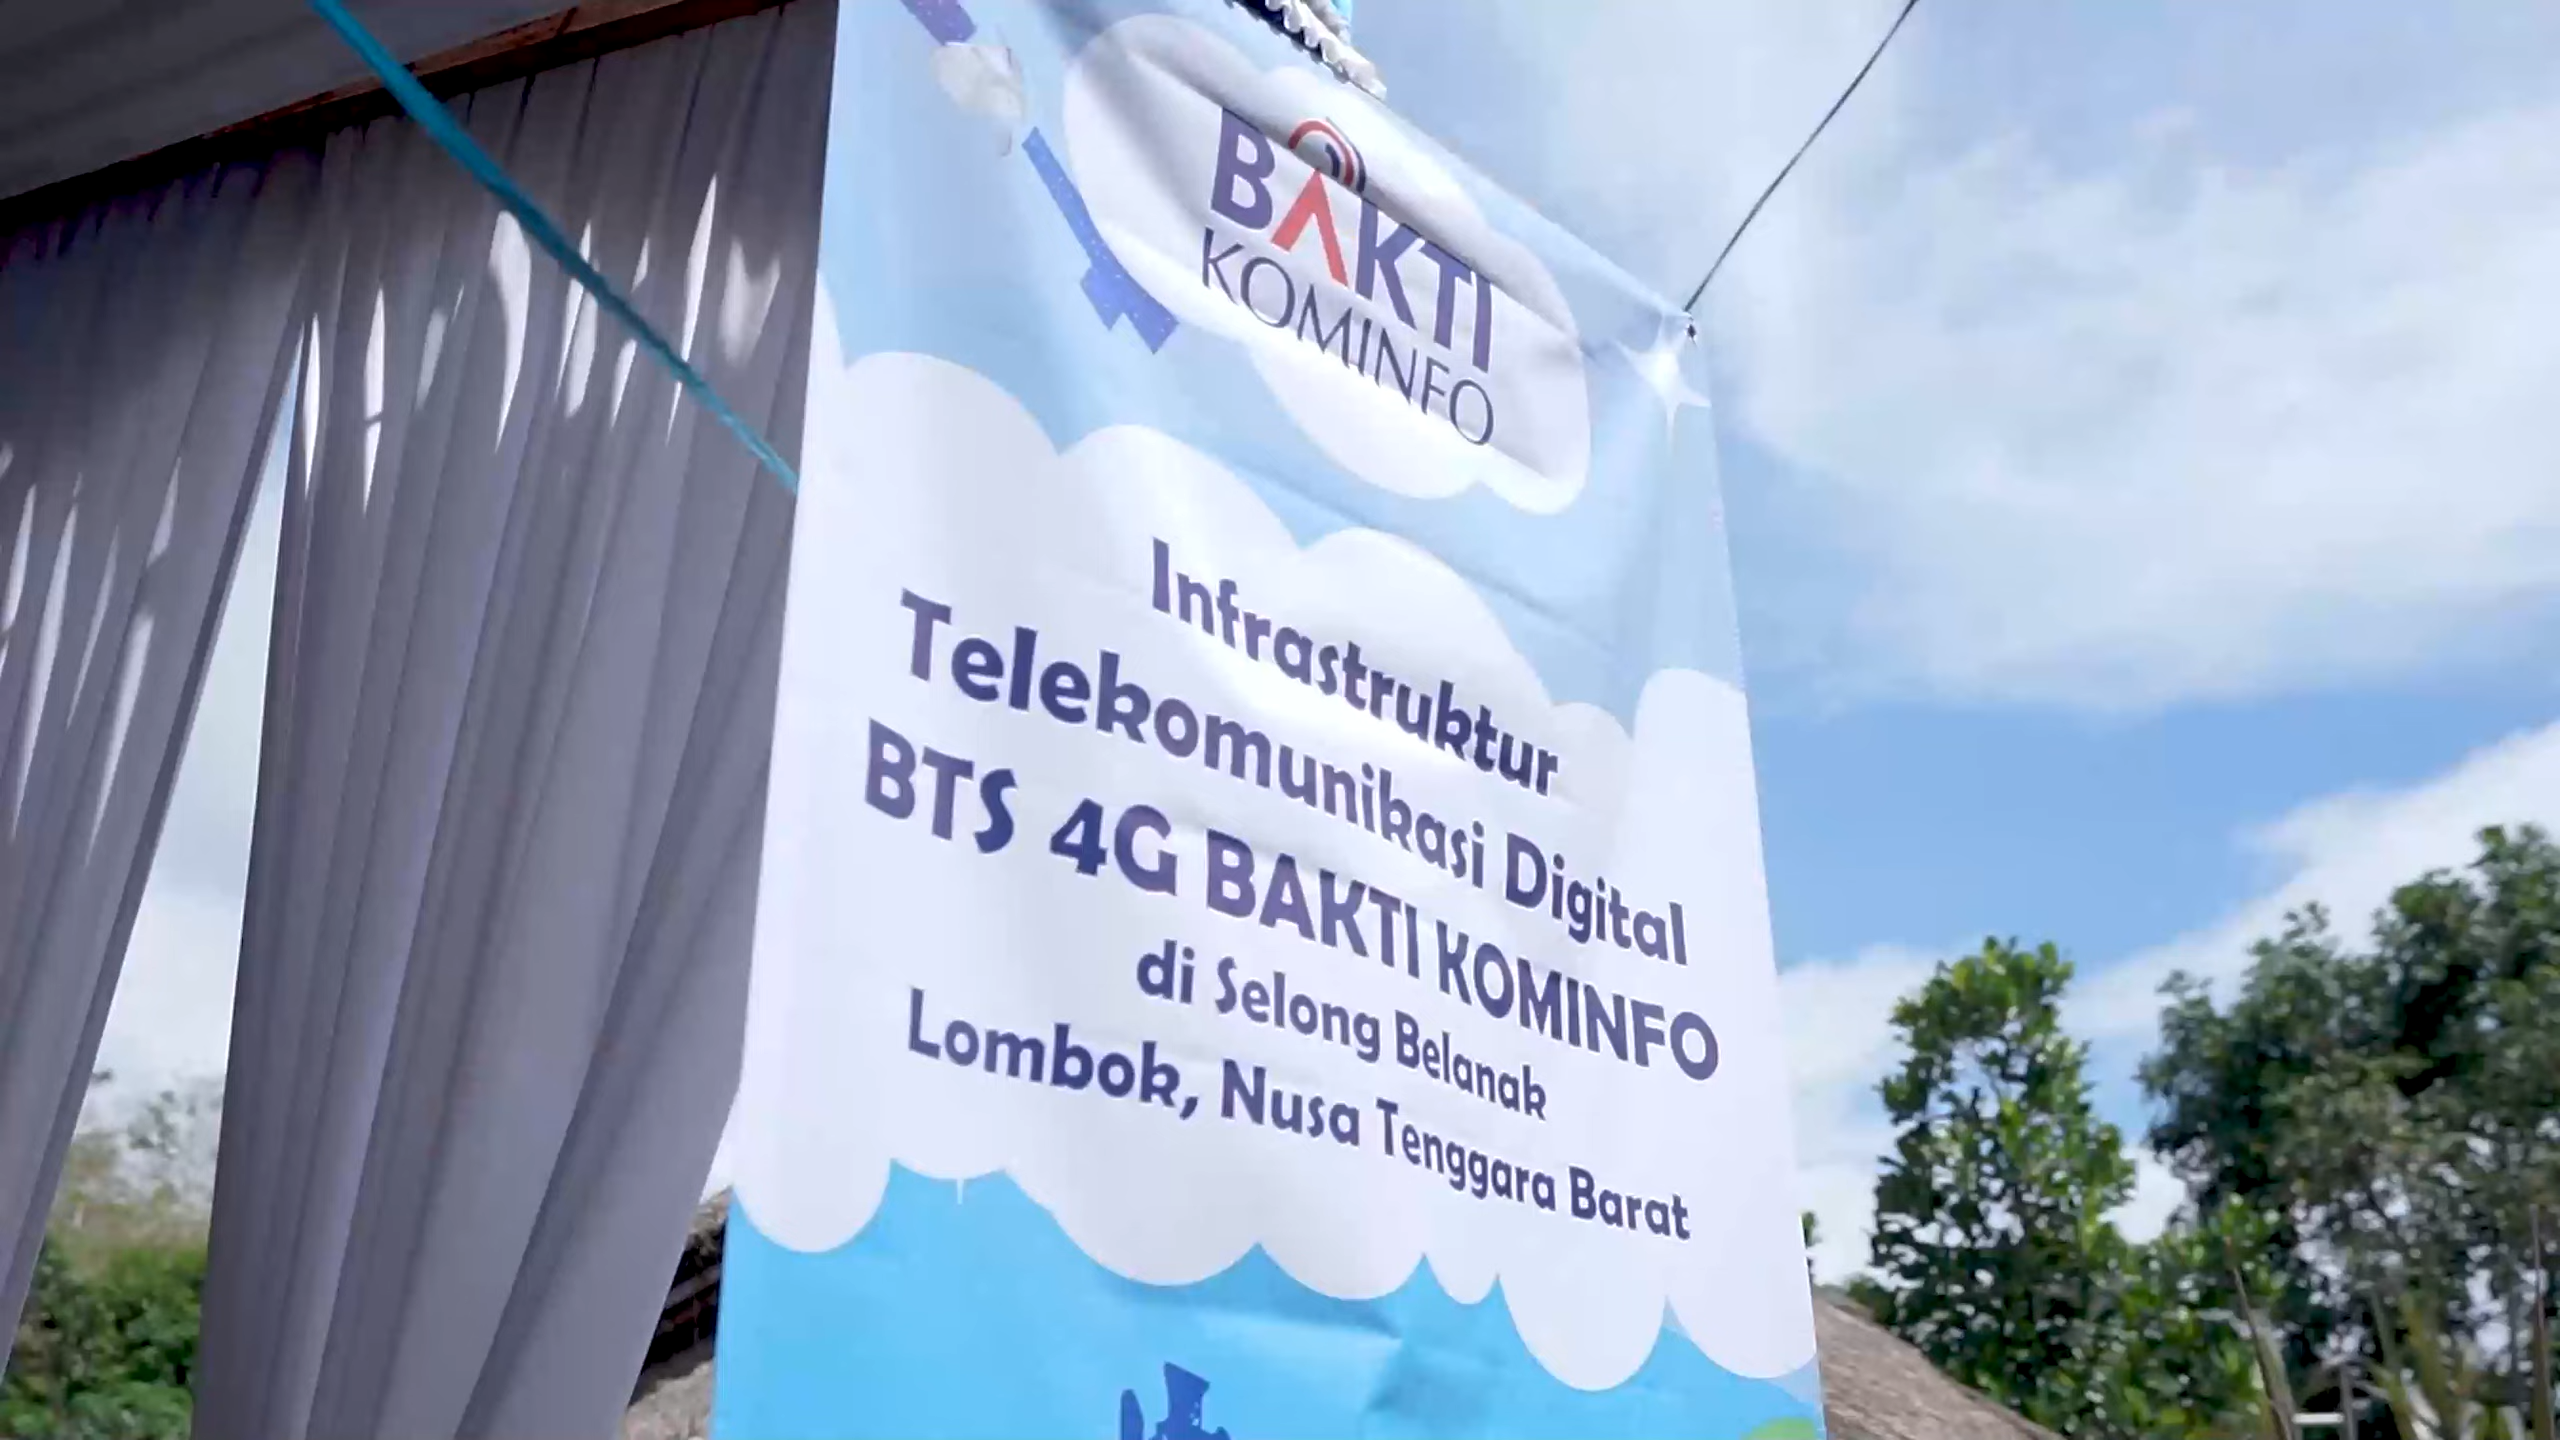 BAKTI
KOMINFO
Infrastruktur
Telekomunikasi Digital
BTS 4G BAKTI KOMINFO
di Selong Belanak
Lombok, Nusa Tenggara Barat